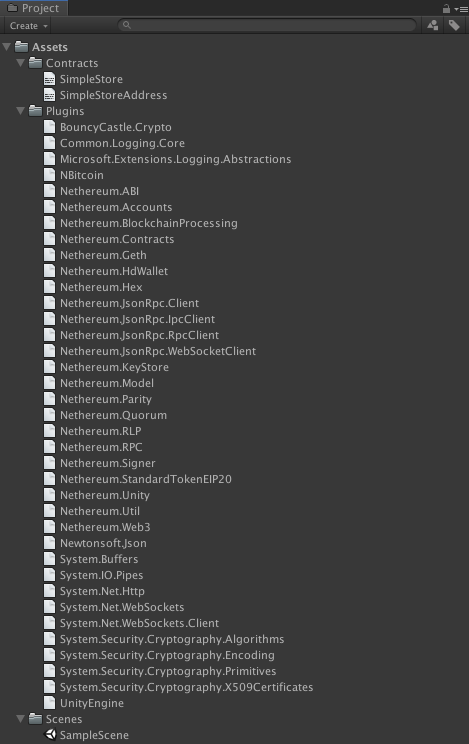 Project
Create
Assets
Contracts
SimpleStore
SimpleStoreAddress
Plugins
BouncyCastle.Crypto
Common.Logging.Core
Microsoft.Extensions.Logging.Abstractions
NBitcoin
Nethereum.ABI
Nethereum.Accounts
Nethereum.BlockchainProcessing
Nethereum.Contracts
Nethereum.Geth
Nethereum.HdWallet
Nethereum.Hex
Nethereum.JsonRpc.Client
Nethereum.JsonRpc.IpcClient
Nethereum.JsonRpc.RpcClient
Nethereum.JsonRpc.WebSocketClient
Nethereum.KeyStore
Nethereum.Model
Nethereum.Parity
Nethereum.Quorum
Nethereum.RLP
Nethereum.RPC
Nethereum.Signer
Nethereum.StandardTokenEIP20
Nethereum.Unity
Nethereum.Util
Nethereum.Web3
Newtonsoft.Json
System.Buffers
System.IO.Pipes
System.Net.Http
System.Net.WebSockets
System.Net.WebSockets.Client
System.Security.Cryptography.Algorithms
System.Security.Cryptography.Encoding
System.Security.Cryptography.Primitives
System.Security.Cryptography.X509Certificates
UnityEngine
Scenes
SampleScene